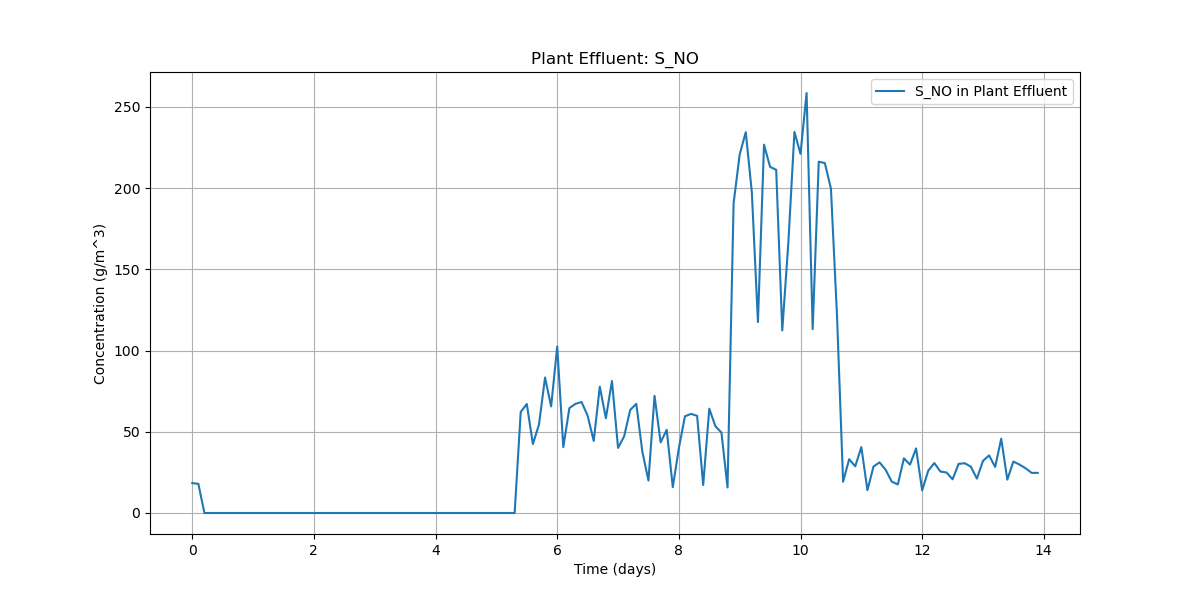 Plant Effluent: S_NO
S_NO in Plant Effluent
Concentration (g/m^3)
250
200
150
100
50
0
0 2 4 6 8 10 12 14
Time (days)